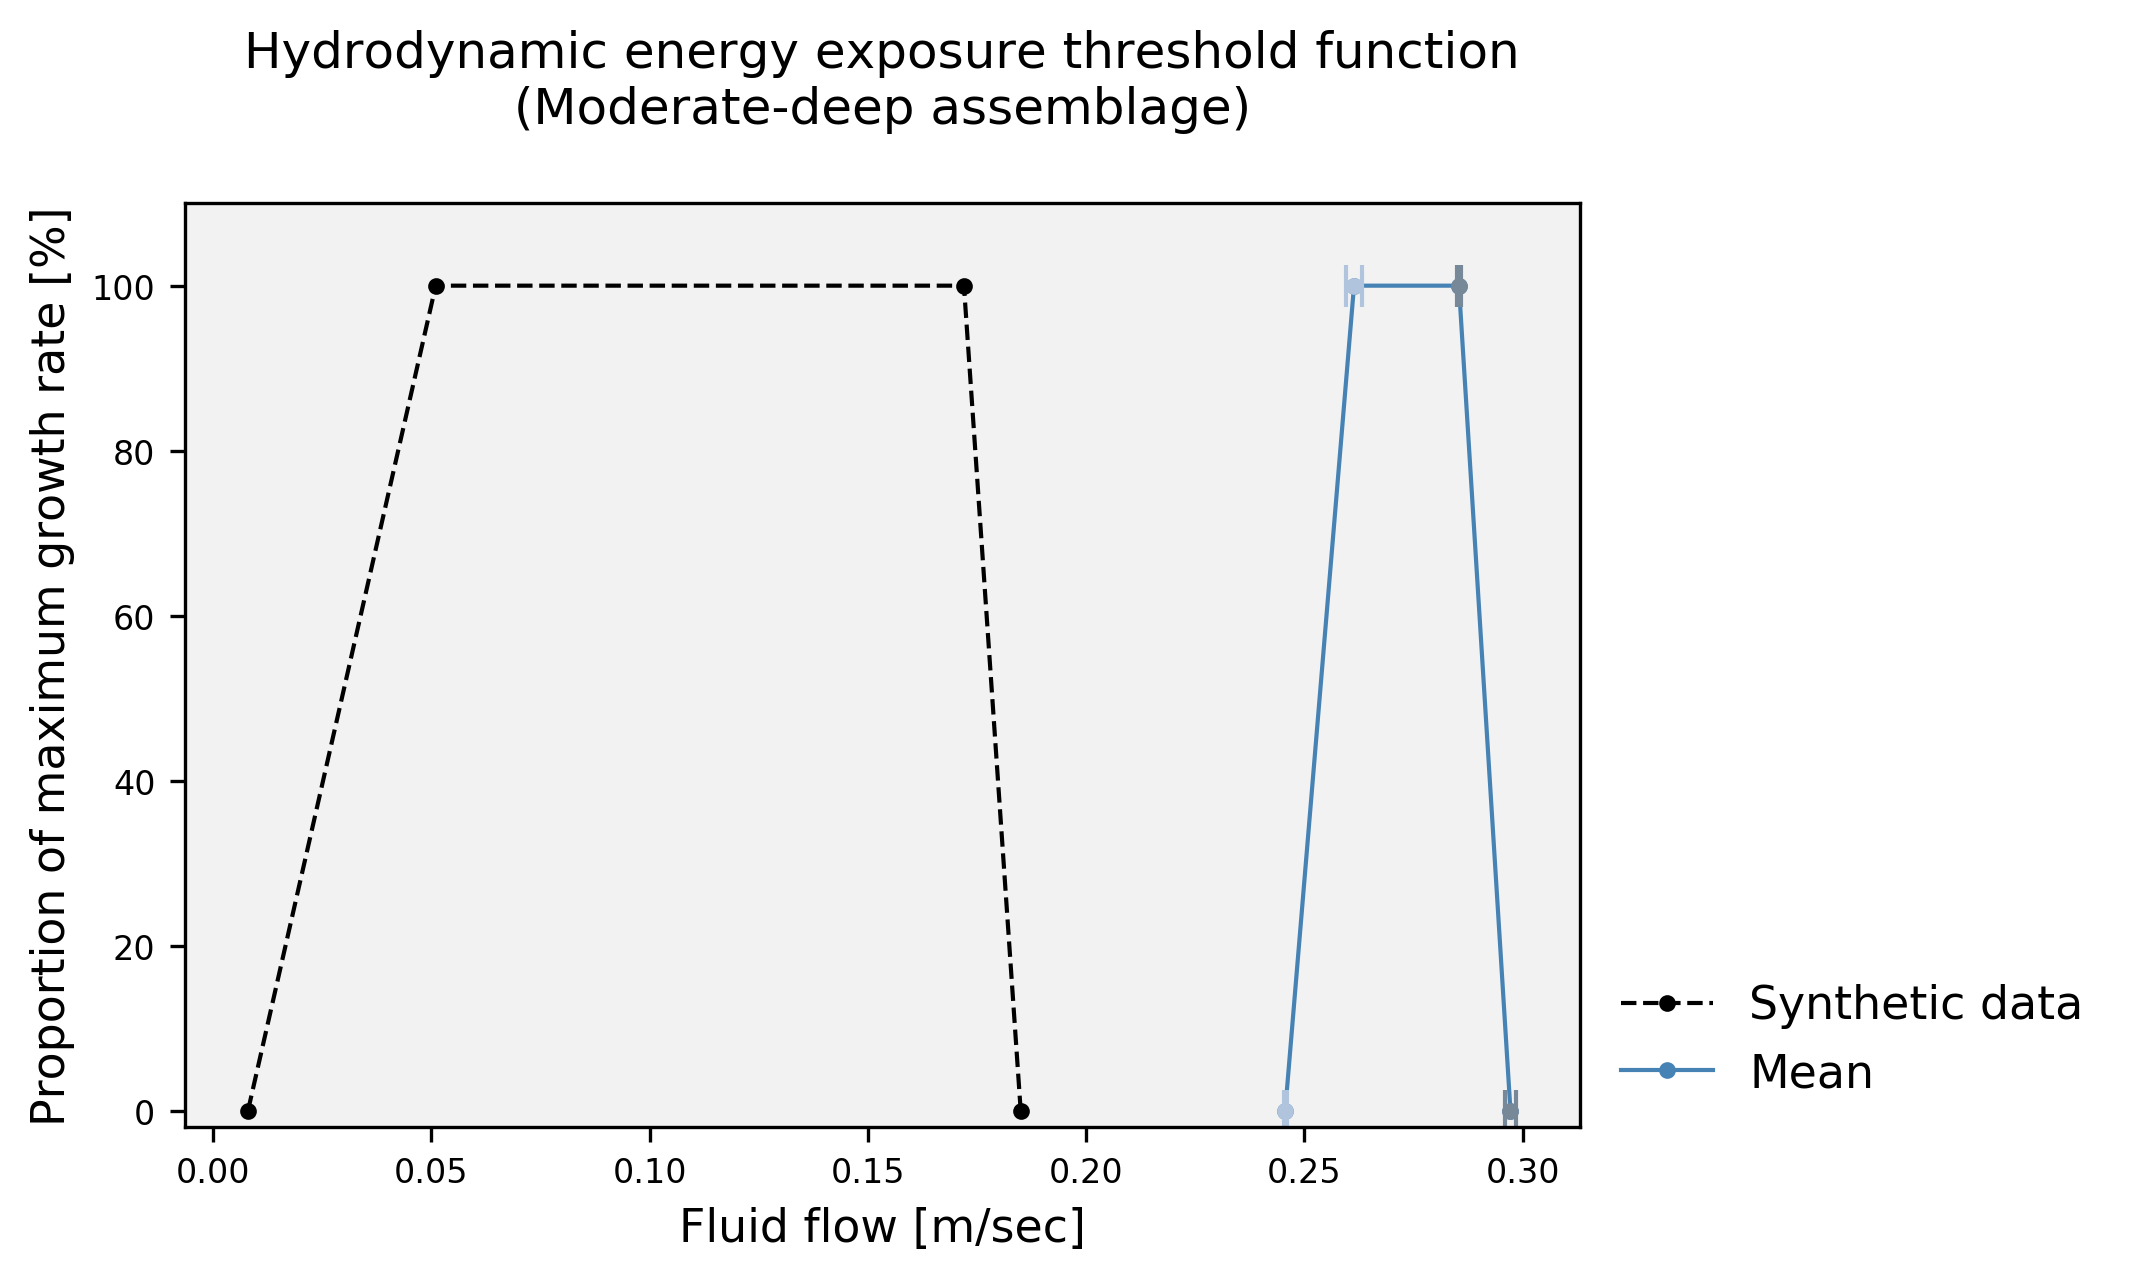 Hydrodynamic energy exposure threshold function
(Moderate-deep assemblage)
Proportion of maximum growth rate [%]
100
80
60
40
20
0
0.00 0.05 0.10 0.15 0.20 0.25 0.30
Fluid flow [m/sec]
Synthetic data
Mean